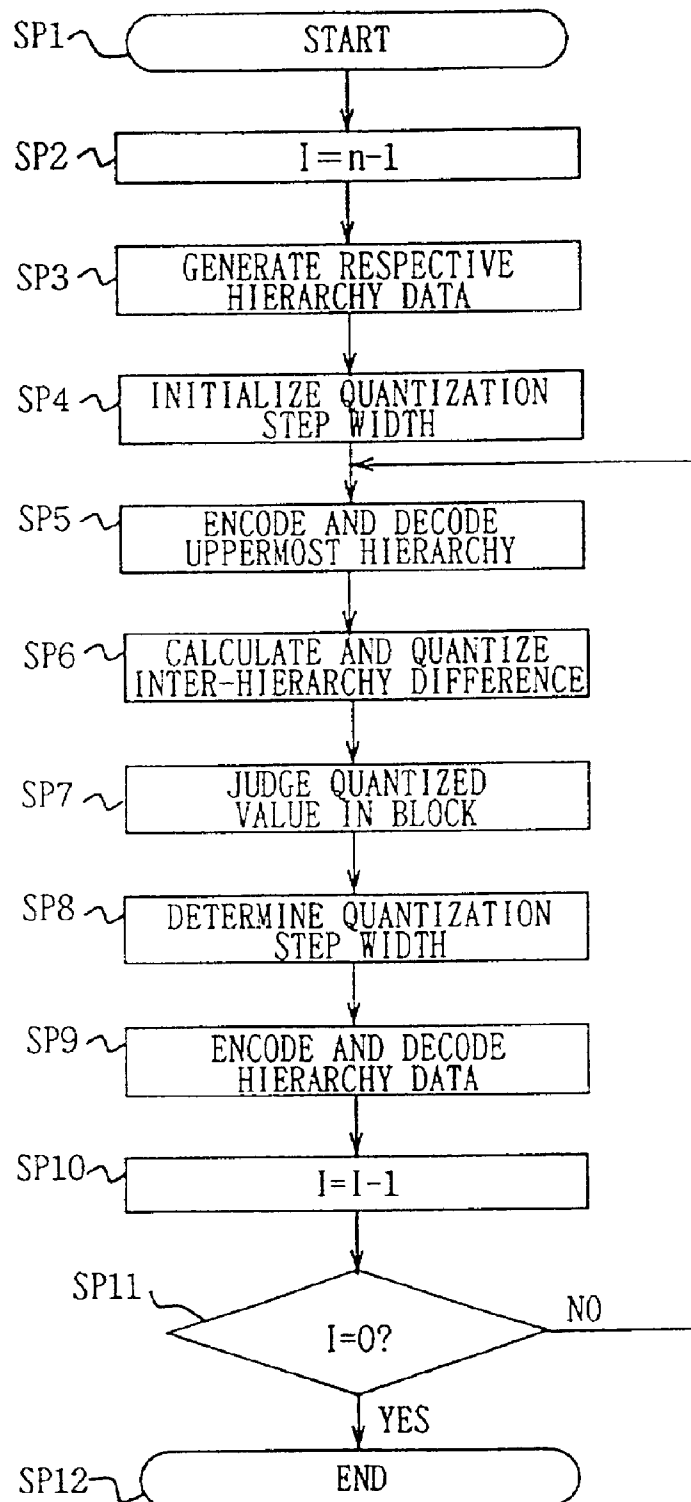 SP1
START
SP2
I=n-1
SP3
GENERATE RESPECTIVE
HIERARCHY DATA
SP4
INITIALIZE QUANTIZATION
STEP WIDTH
SP5
ENCODE AND DECODE
UPPERMOST HIERARCHY
SP6
CALCULATE AND QUANTIZE
INTER-HIERARCHY DIFFERENCE
SP7
JUDGE QUANTIZED
VALUE IN BLOCK
SP8
DETERMINE QUANTIZATION
STEP WIDTH
SP9
ENCODE AND DECODE
HIERARCHY DATA
SP10
I=I-1
SP11
I=0?
NO
YES
SP12
END